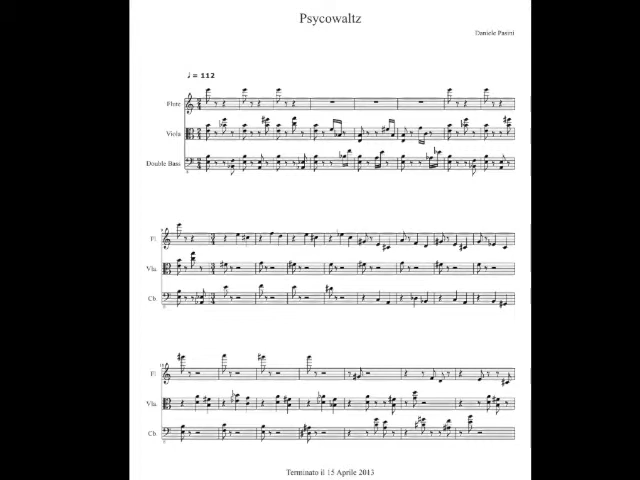 Psycowaltz
Daniele Pasini
♩ = 112
Flute
Viola
Double Bass
Fl.
Vla.
Cb.
Fl.
Vla.
Cb.
Terminato il 15 Aprile 2013